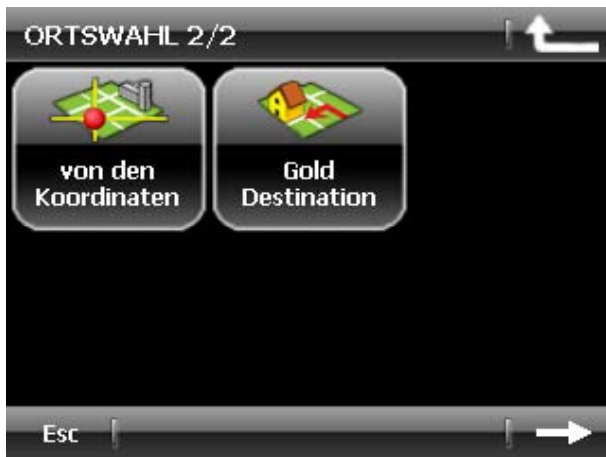 ORTSWAHL 2/2
von den
Koordinaten
Gold
Destination
Esc